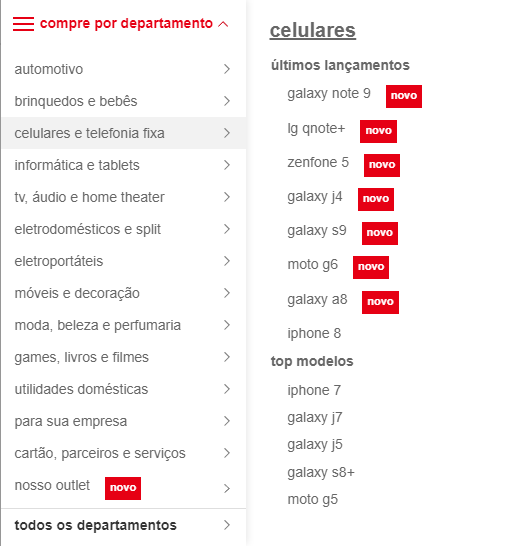 compre por departamento
automotivo
brinquedos e bebês
celulares e telefonia fixa
informática e tablets
tv, áudio e home theater
eletrodomésticos e split
eletroportáteis
móveis e decoração
moda, beleza e perfumaria
games, livros e filmes
utilidades domésticas
para sua empresa
cartão, parceiros e serviços
nosso outlet novo
todos os departamentos
celulares
últimos lançamentos
galaxy note 9 novo
lg qnote+ novo
zenfone 5 novo
galaxy j4 novo
galaxy s9 novo
moto g6 novo
galaxy a8 novo
iphone 8
top modelos
iphone 7
galaxy j7
galaxy j5
galaxy s8+
moto g5